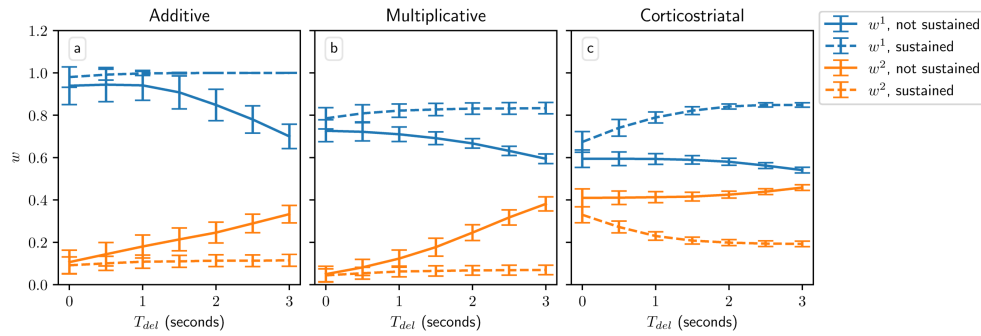 Additive
Multiplicative
Corticostriatal
a
b
c
w
1.2
1.0
0.8
0.6
0.4
0.2
0.0
0 1 2 3
0 1 2 3
0 1 2 3
T_del (seconds)
T_del (seconds)
T_del (seconds)
w¹, not sustained
w¹, sustained
w², not sustained
w², sustained